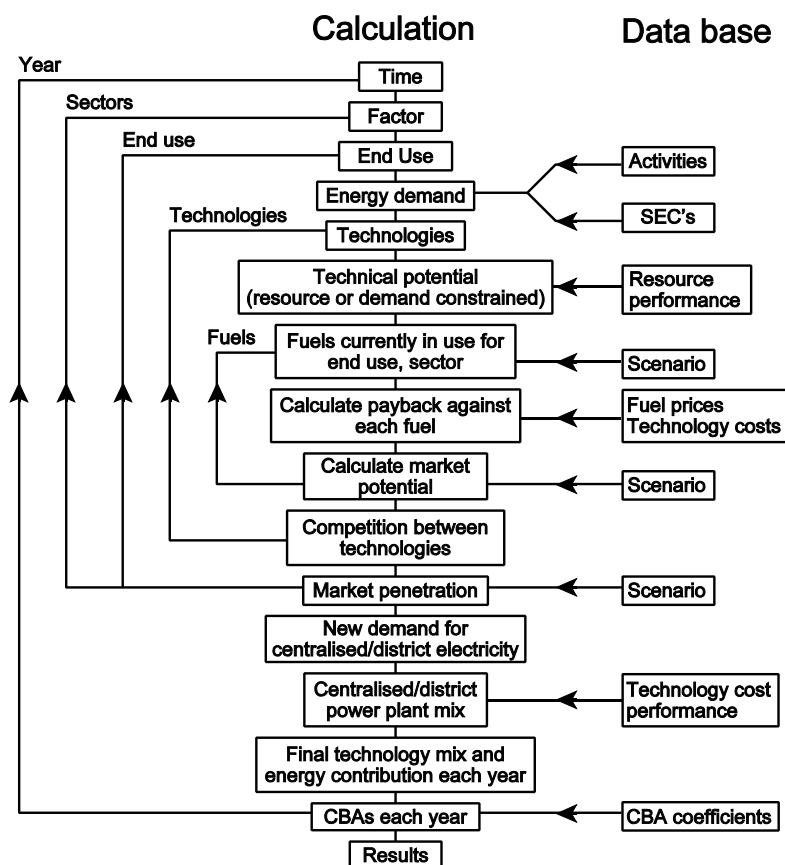 Calculation
Data base
Year
Time
Sectors
Factor
End use
End Use
Activities
Energy demand
Technologies
SEC's
Technologies
Technical potential
(resource or demand constrained)
Resource
performance
Fuels
Fuels currently in use for
end use, sector
Scenario
Calculate payback against
each fuel
Fuel prices
Technology costs
Calculate market
potential
Scenario
Competition between
technologies
Market penetration
Scenario
New demand for
centralised/district electricity
Centralised/district
power plant mix
Technology cost
performance
Final technology mix and
energy contribution each year
CBAs each year
CBA coefficients
Results